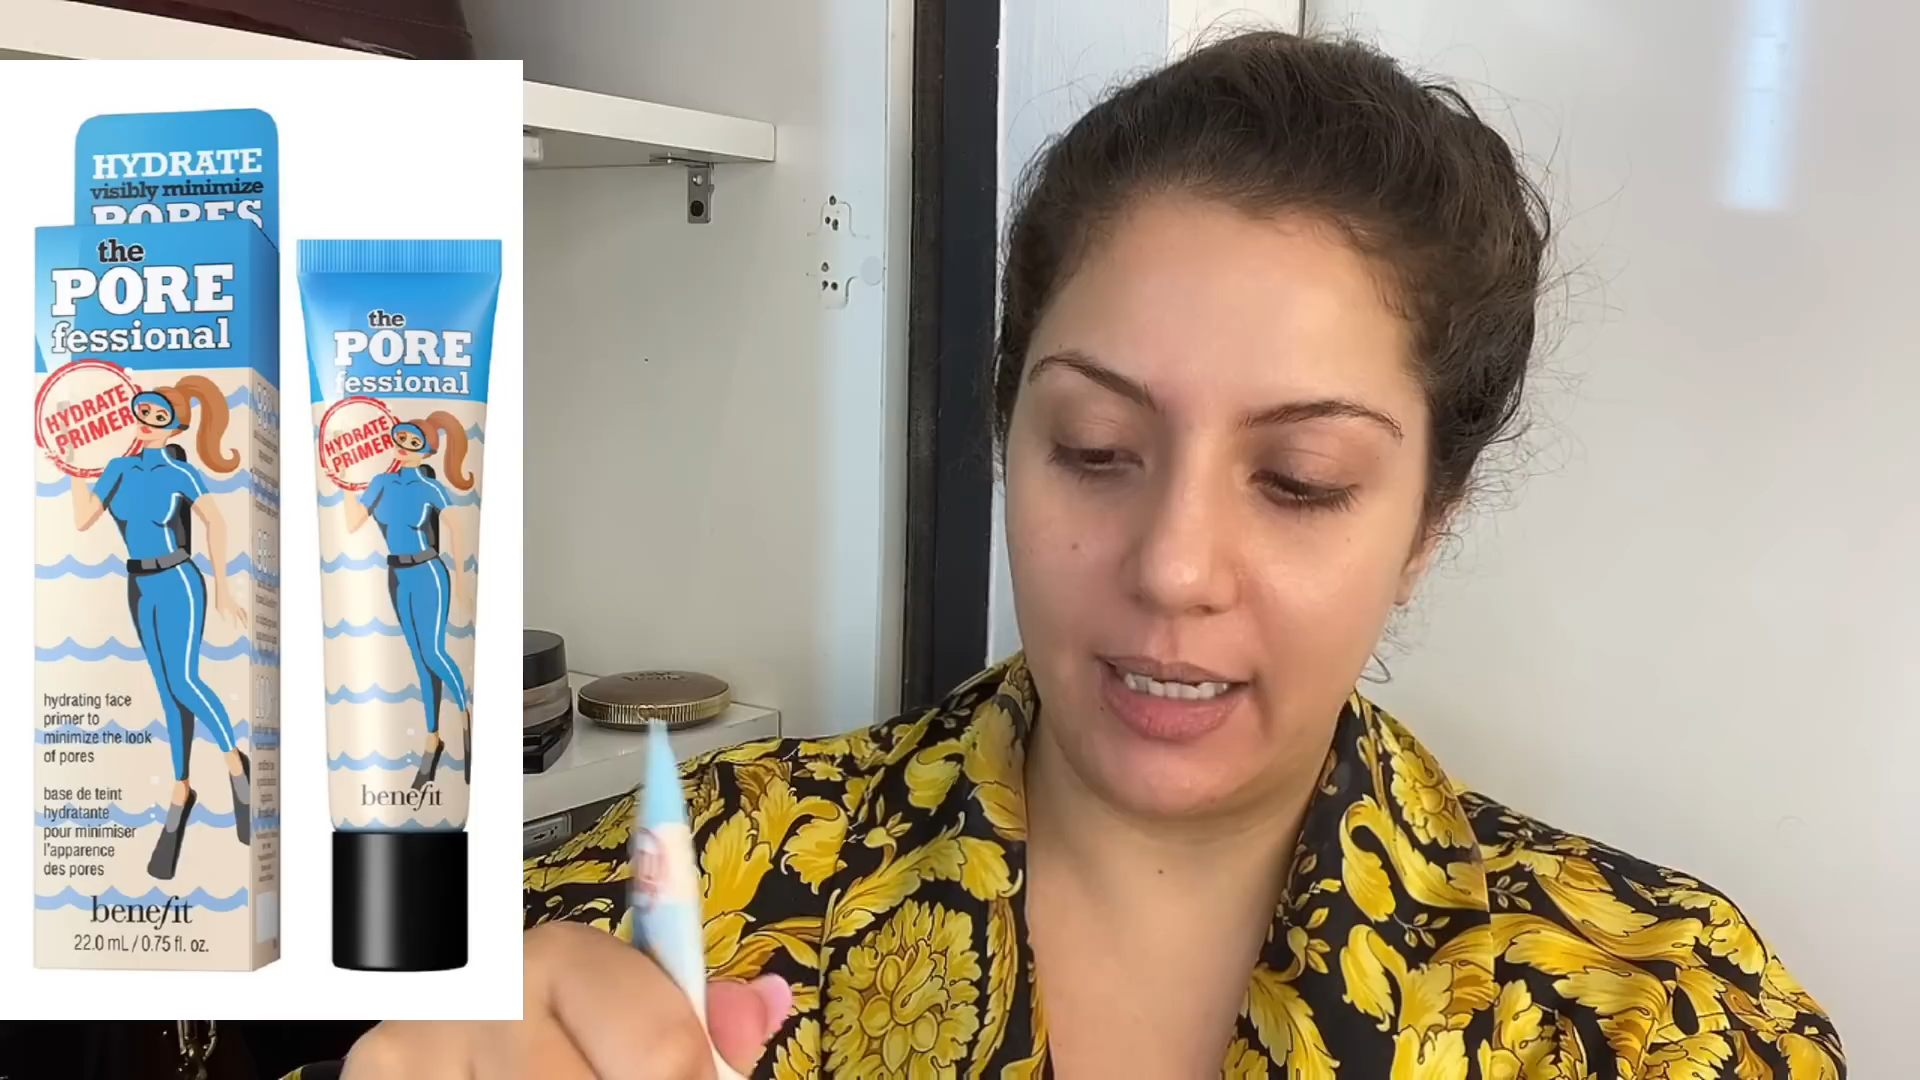 HYDRATE
visibly minimize
PORES
the
PORE
fessional
HYDRATE
PRIMER
hydrating face
primer to
minimize the look
of pores
base de teint
hydratante
pour minimiser
l'apparence
des pores
benefit
22.0 mL / 0.75 fl. oz.
the
PORE
fessional
HYDRATE
PRIMER
benefit